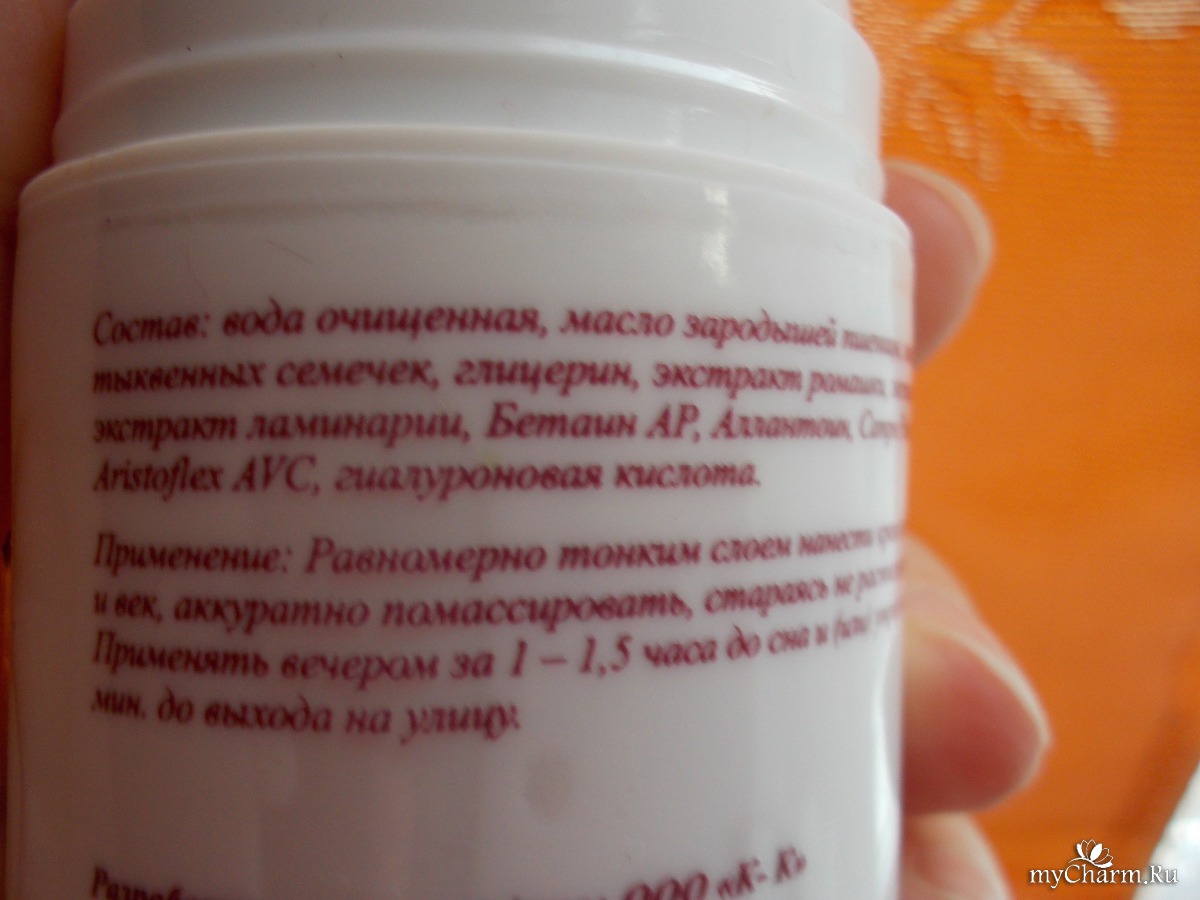 Состав: вода очищенная, масло зародышей
тыквенных семечек, глицерин, экстракт ромашки,
экстракт ламинарии, Бетаин АР, Аллантоин,
Aristoflex AVC, гиалуроновая кислота.
Применение: Равномерно тонким слоем нанести
и век, аккуратно помассировать, стараясь не
Применять вечером за 1 – 1,5 часа до сна и (или)
мин. до выхода на улицу.
ООО «К- К»
myCharm.Ru